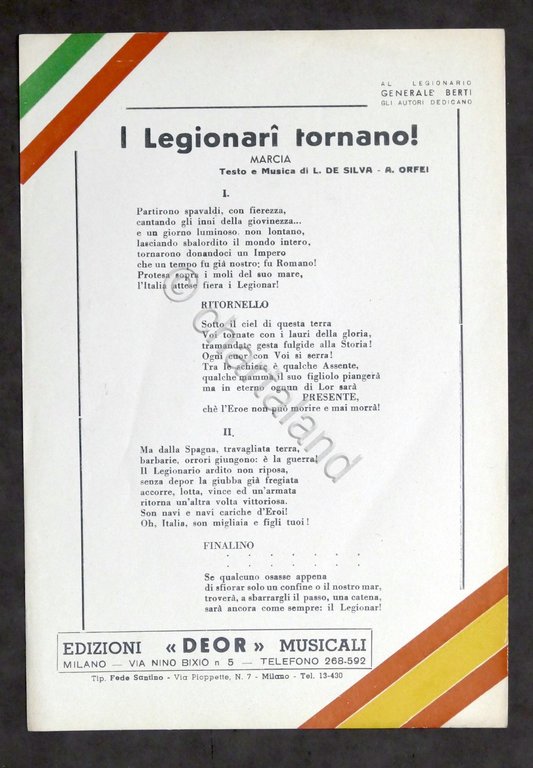 AL LEGIONARIO
GENERALE BERTI
GLI AUTORI DEDICANO
I Legionarî tornano!
MARCIA
Testo e Musica di L. DE SILVA - A. ORFEI
I.
Partirono spavaldi, con fierezza,
cantando gli inni della giovinezza...
e un giorno luminoso, non lontano,
lasciando sbalordito il mondo intero,
tornarono donandoci un Impero
che un tempo fu già nostro; fu Romano!
Protesa sopra i moli del suo mare,
l'Italia attese fiera i Legionar!
RITORNELLO
Sotto il ciel di questa terra
Voi tornate con i lauri della gloria,
tramandate gesta fulgide alla Storia!
Ogni cuor con Voi si serra!
Tra le schiere è qualche Assente,
qualche mamma il suo figliolo piangerà
ma in eterno ognun di Lor sarà
PRESENTE,
chè l'Eroe non può morire e mai morrà!
II.
Ma dalla Spagna, travagliata terra,
barbarie, orrori giungono: è la guerra!
Il Legionario ardito non riposa,
senza depor la giubba già fregiata
accorre, lotta, vince ed un'armata
ritorna un'altra volta vittoriosa.
Son navi e navi cariche d'Eroi!
Oh, Italia, son migliaia e figli tuoi!
FINALINO
. . . . . . .
. . . . . . .
Se qualcuno osasse appena
di sfiorar solo un confine o il nostro mar,
troverà, a sbarrargli il passo, una catena,
sarà ancora come sempre: il Legionar!
EDIZIONI « DEOR » MUSICALI
MILANO — VIA NINO BIXIO n 5 — TELEFONO 268-592
Tip. Fede Santino - Via Pioppette, N. 7 - Milano - Tel. 13-430
© chartaland